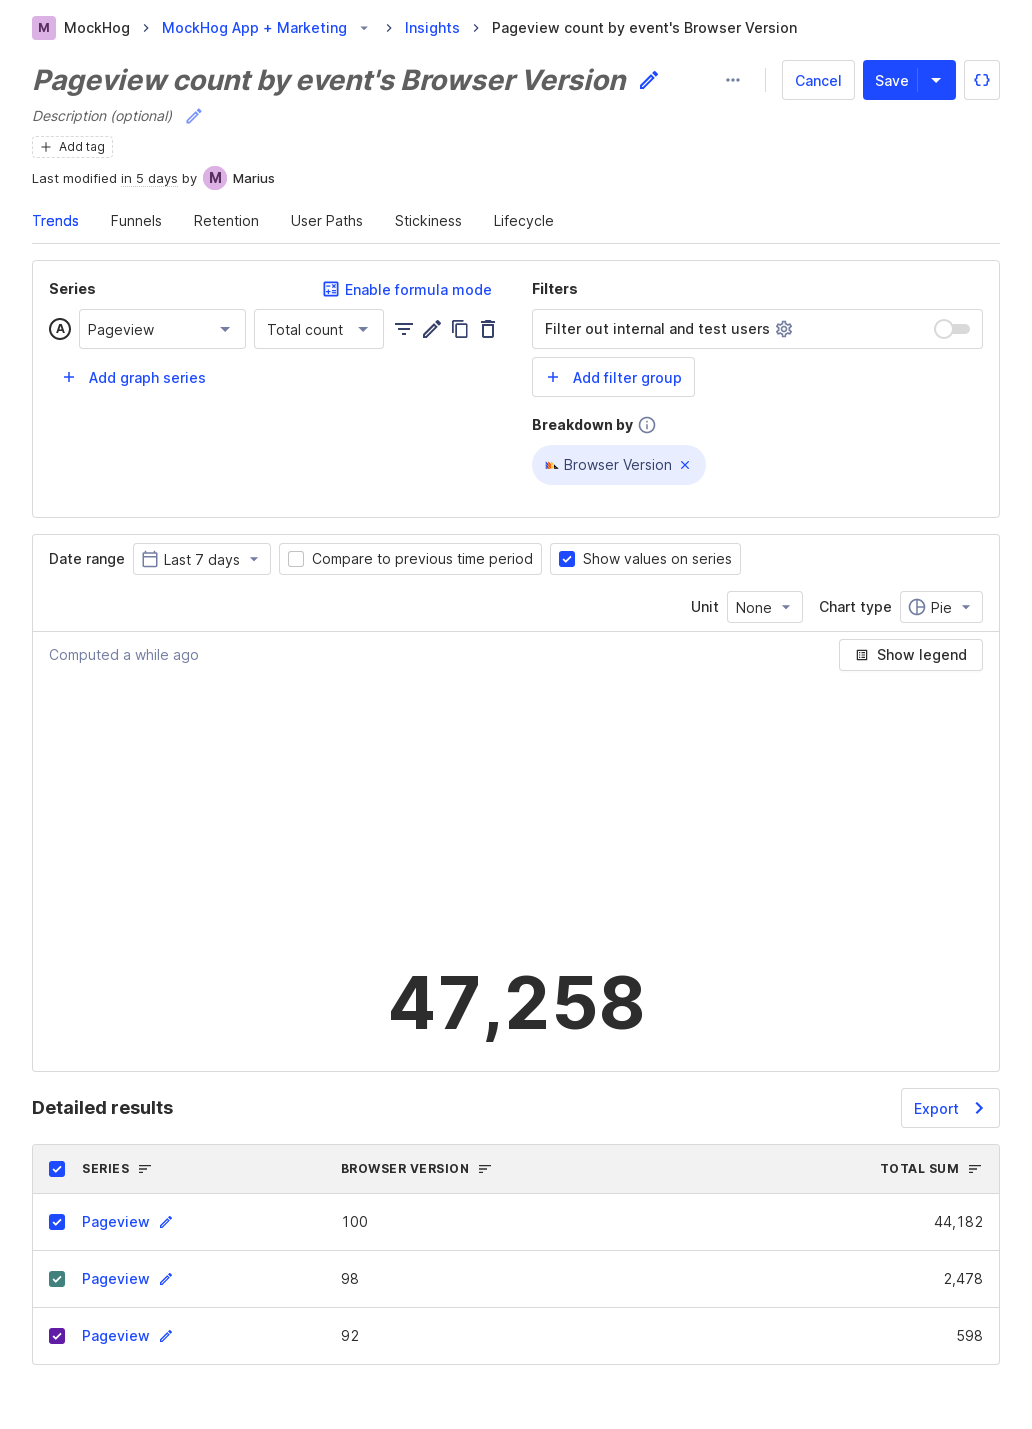 M MockHog MockHog App + Marketing Insights Pageview count by event's Browser Version
Pageview count by event's Browser Version
Cancel Save
Description (optional)
Add tag
Last modified in 5 days by M Marius
Trends Funnels Retention User Paths Stickiness Lifecycle
Series Enable formula mode
A Pageview Total count
Add graph series
Filters
Filter out internal and test users
Add filter group
Breakdown by
Browser Version
Date range Last 7 days Compare to previous time period Show values on series
Unit None Chart type Pie
Computed a while ago Show legend
47,258
Detailed results Export
SERIES BROWSER VERSION TOTAL SUM
Pageview 100 44,182
Pageview 98 2,478
Pageview 92 598